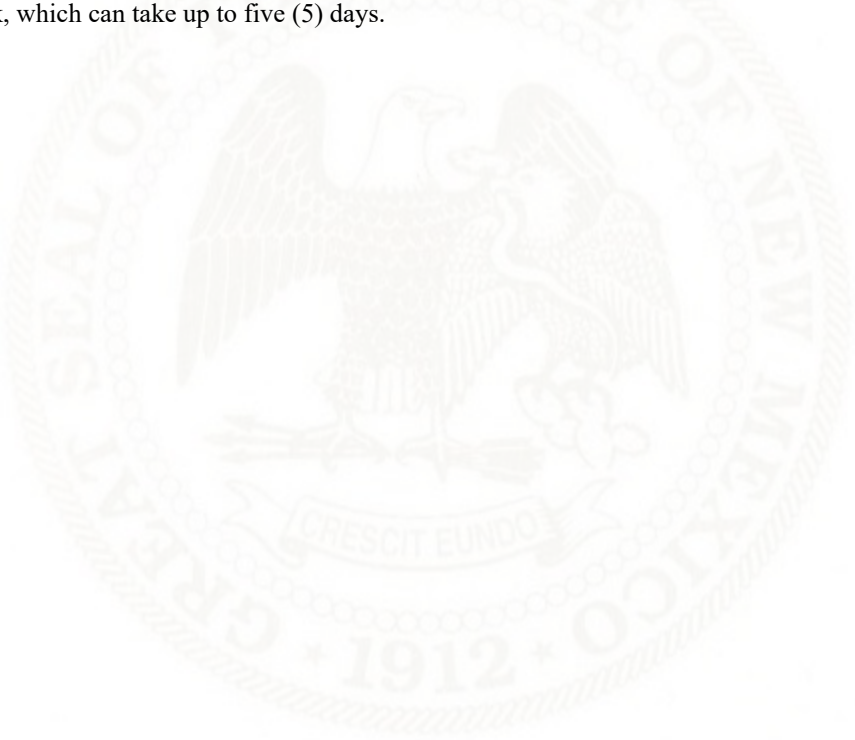 , which can take up to five (5) days.
GREAT SEAL OF THE STATE OF NEW MEXICO
CRESCIT EUNDO
1912